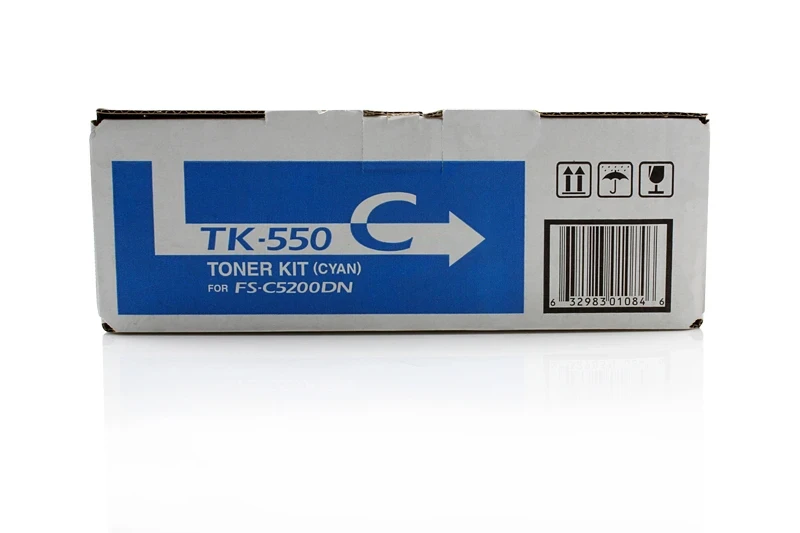 TK-550 C
TONER KIT (CYAN)
FOR FS-C5200DN
6 32983 01084 6